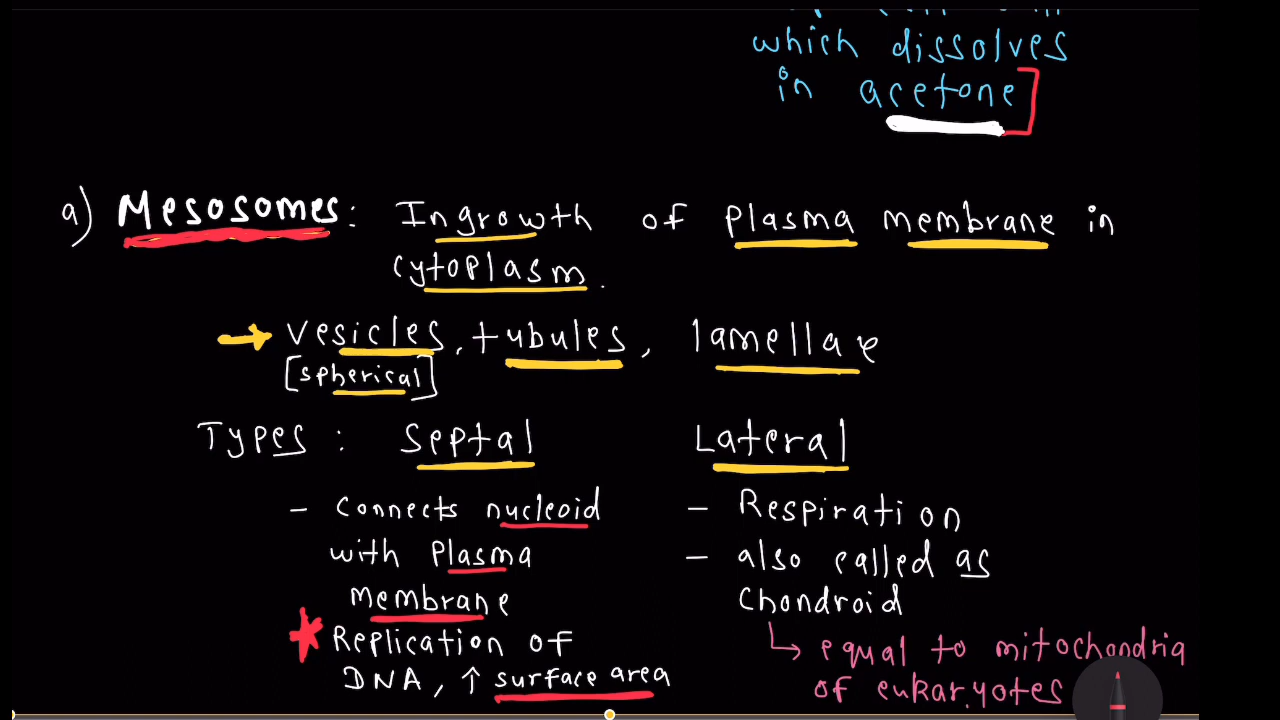 which dissolves
in acetone
a) Mesosomes: Ingrowth of plasma membrane in
cytoplasm.
→ vesicles, tubules, lamellae
[spherical]
Types : Septal Lateral
- connects nucleoid
with plasma
membrane
* Replication of
DNA, ↑ surface area
- Respiration
- also called as
chondroid
↳ equal to mitochondria
of eukaryotes